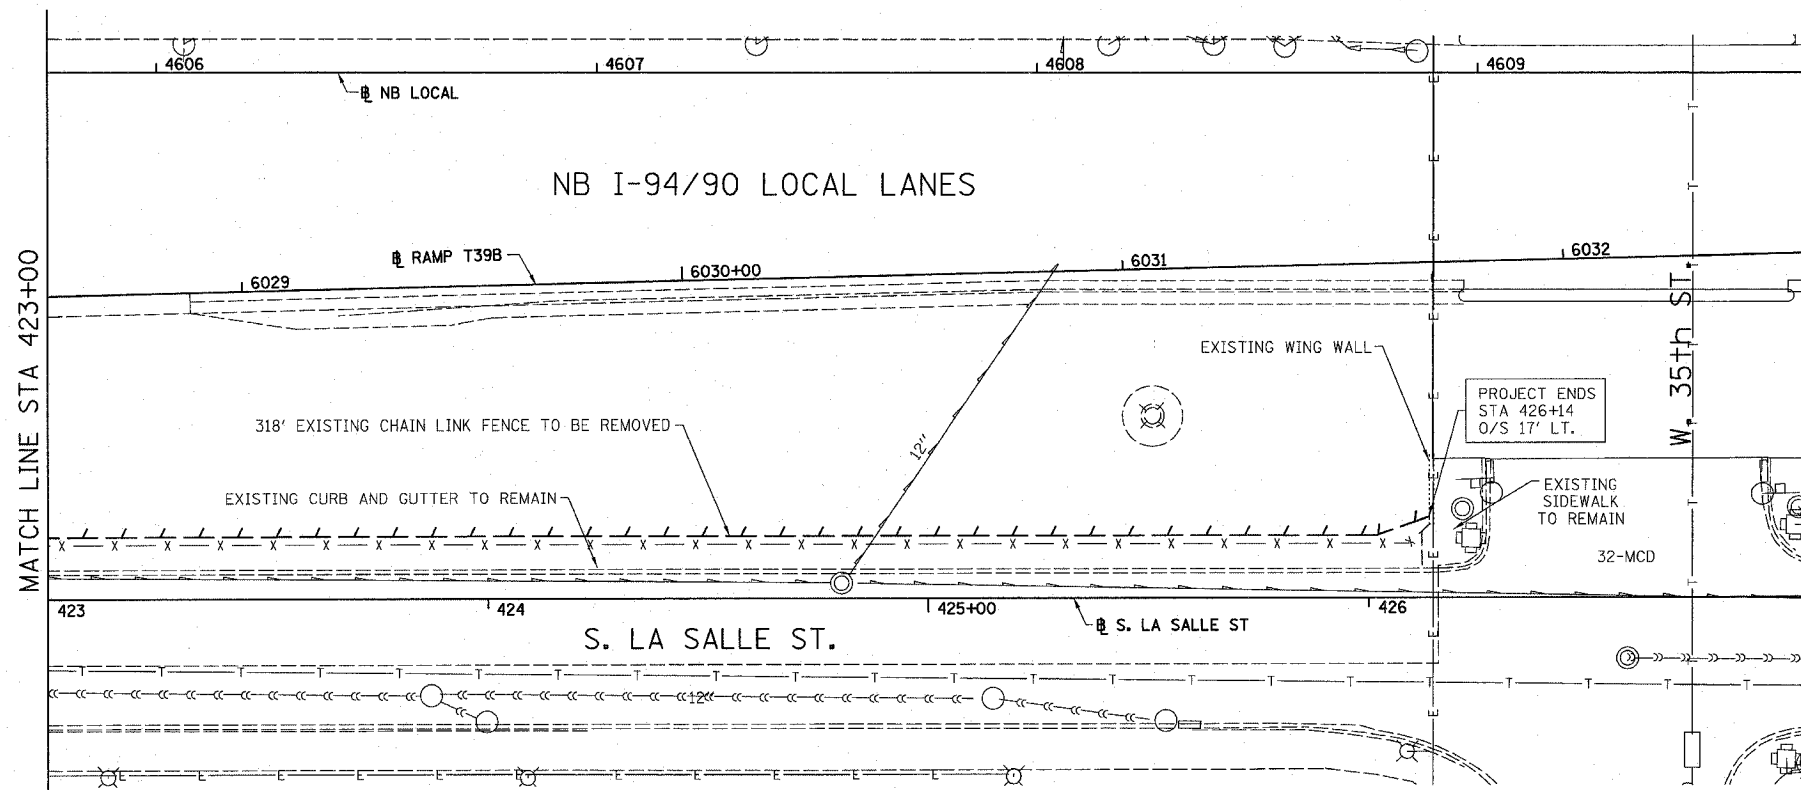 4606
4607
4608
4609
℄ NB LOCAL
NB I-94/90 LOCAL LANES
MATCH LINE STA 423+00
℄ RAMP T39B
6029
6030+00
6031
6032
W. 35th ST.
EXISTING WING WALL
PROJECT ENDS
STA 426+14
O/S 17' LT.
318' EXISTING CHAIN LINK FENCE TO BE REMOVED
12"
EXISTING CURB AND GUTTER TO REMAIN
EXISTING
SIDEWALK
TO REMAIN
32-MCD
423
424
425+00
426
℄ S. LA SALLE ST
S. LA SALLE ST.
12"